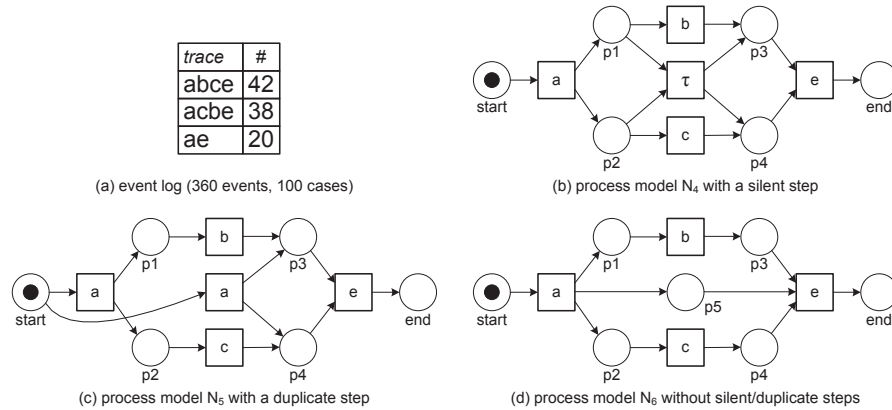 trace #
abce 42
acbe 38
ae 20
(a) event log (360 events, 100 cases)
b
p1 p3
start a τ e end
p2 p4
c
(b) process model N4 with a silent step
b
p1 p3
start a a e end
p2 p4
c
(c) process model N5 with a duplicate step
b
p1 p3
start a p5 e end
p2 p4
c
(d) process model N6 without silent/duplicate steps